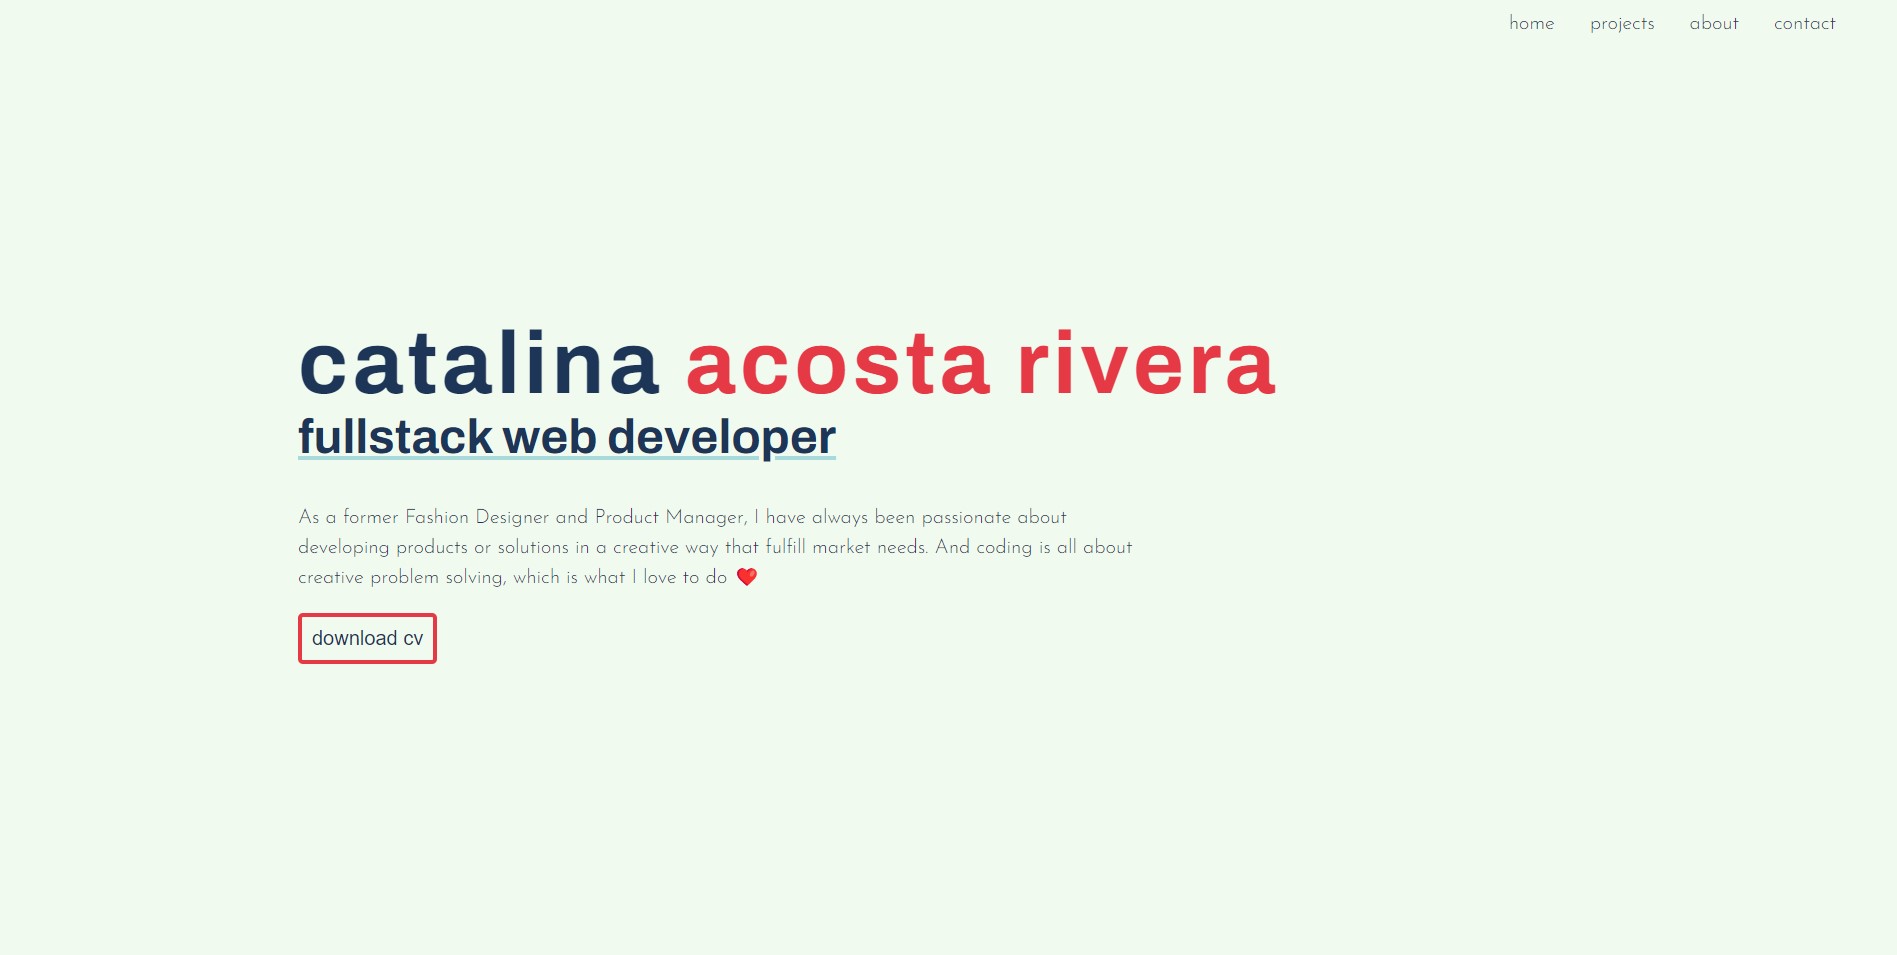 home projects about contact
catalina acosta rivera
fullstack web developer
As a former Fashion Designer and Product Manager, I have always been passionate about
developing products or solutions in a creative way that fulfill market needs. And coding is all about
creative problem solving, which is what I love to do ❤️
download cv